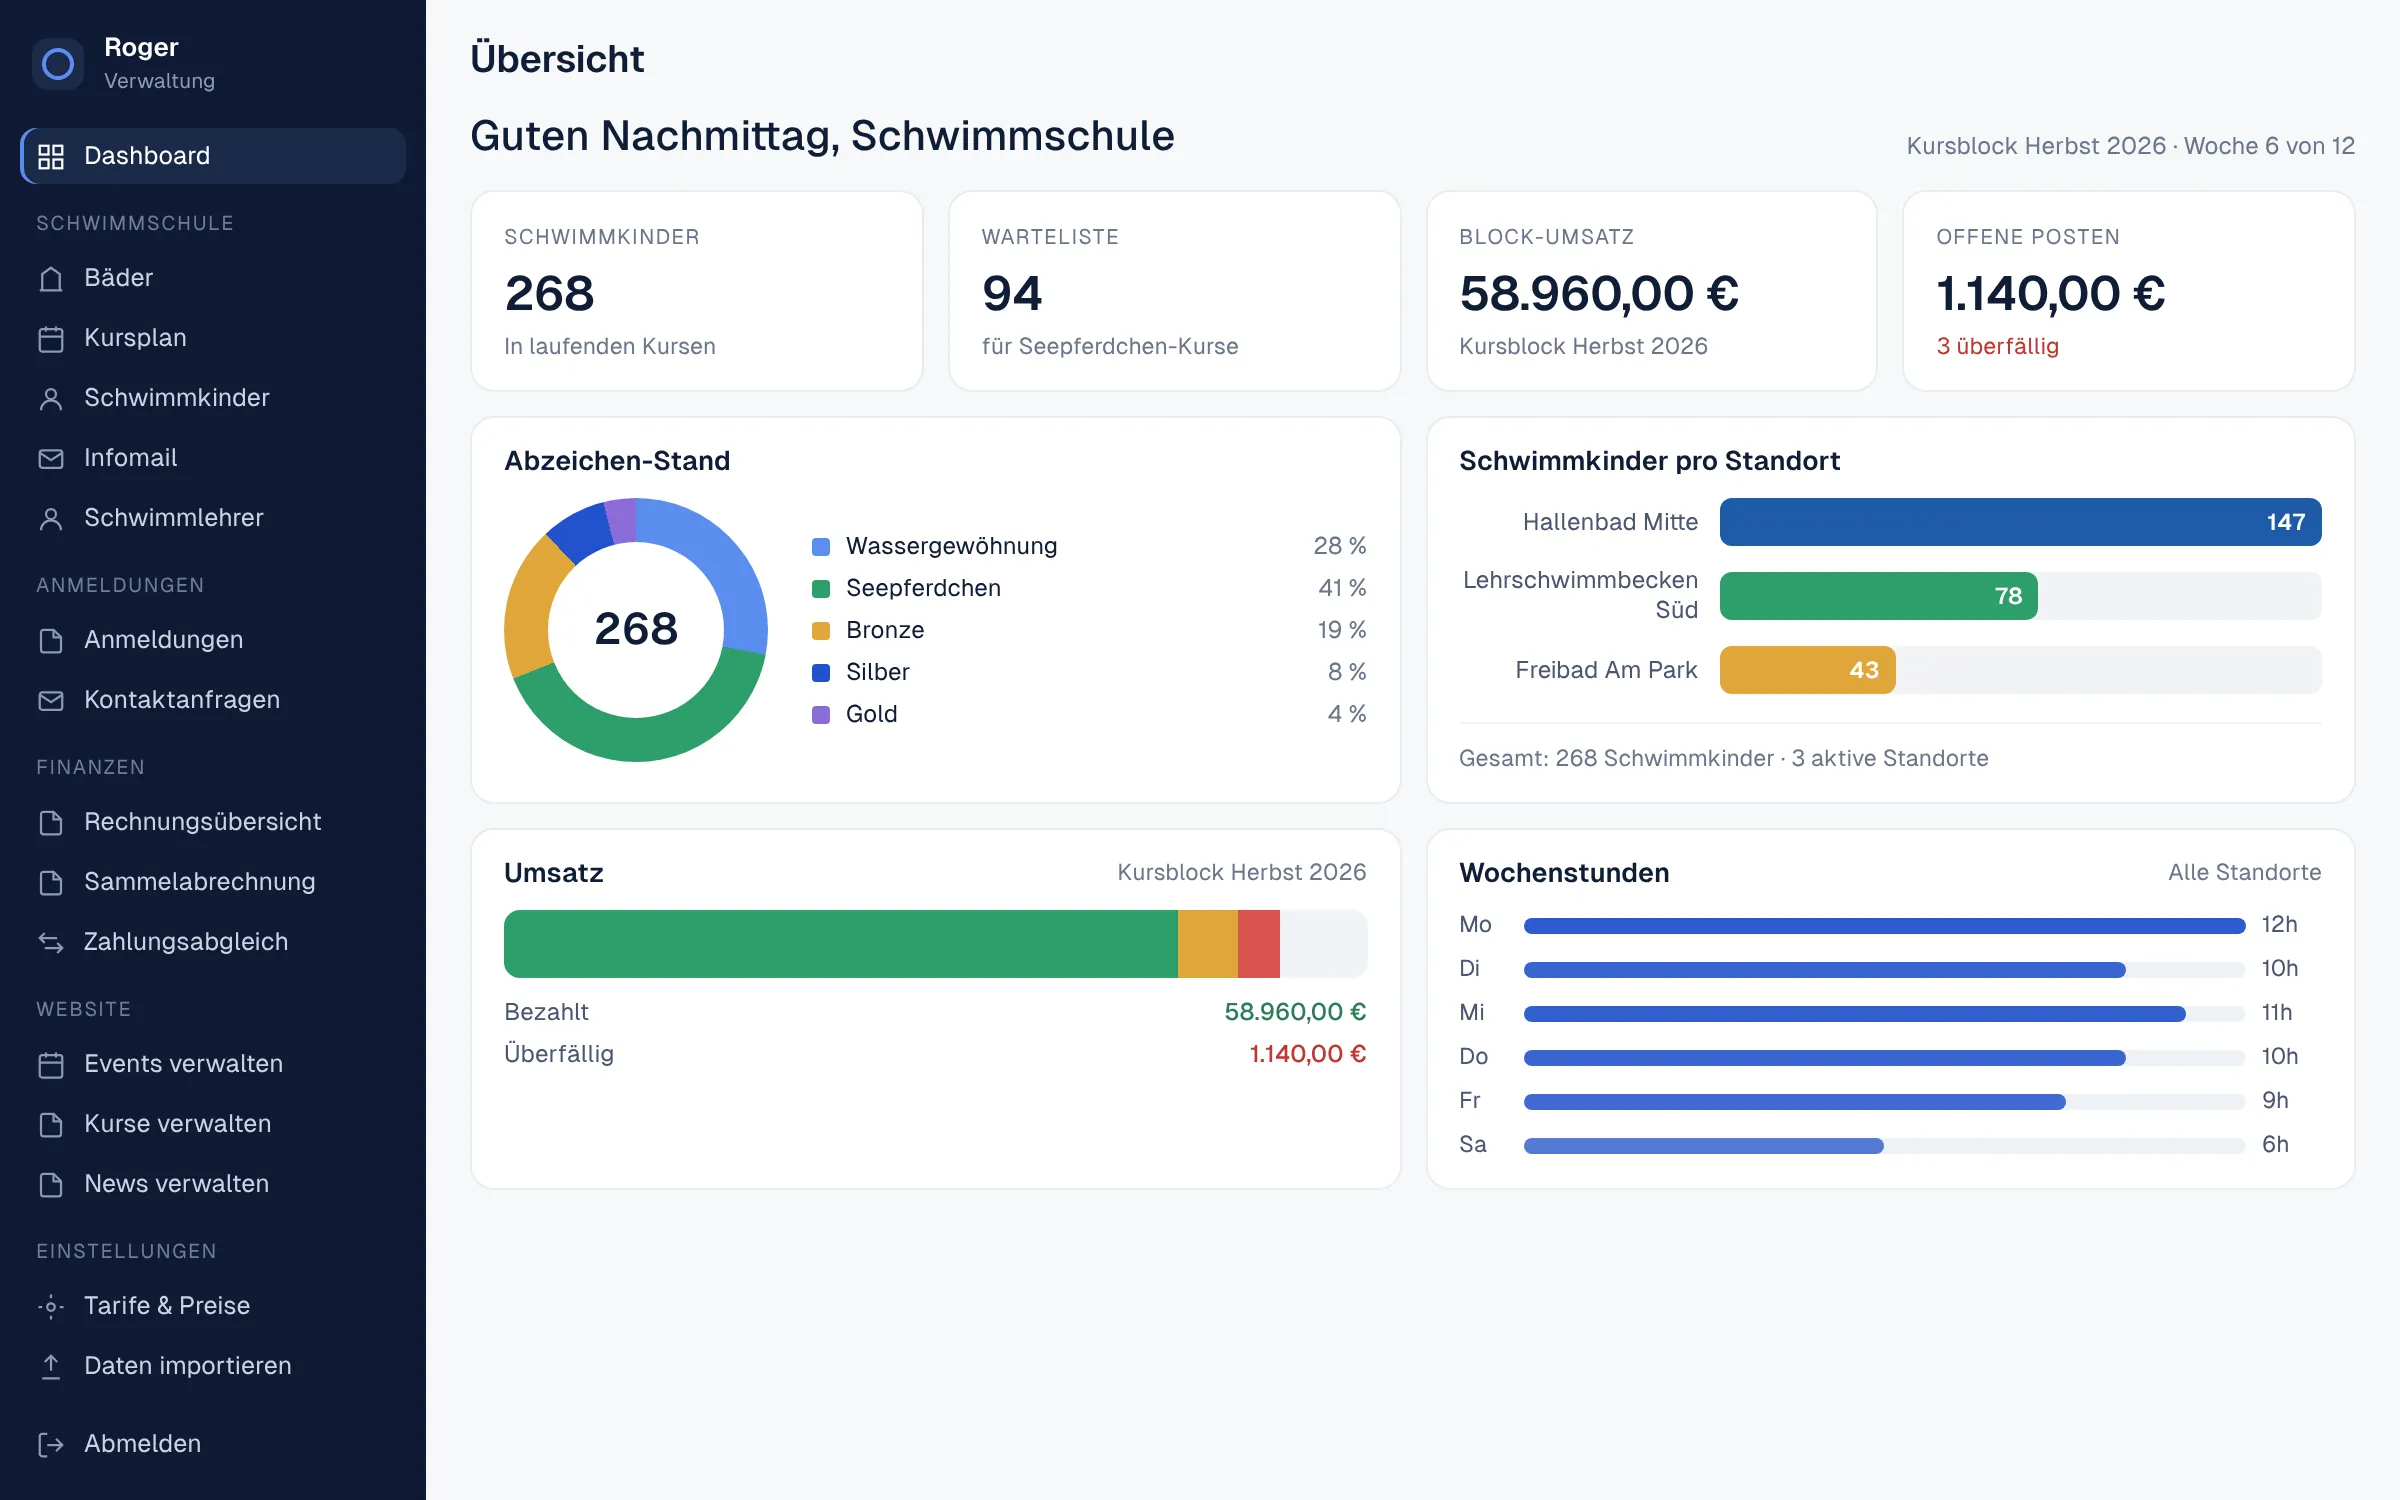 Roger
Verwaltung
Dashboard
SCHWIMMSCHULE
Bäder
Kursplan
Schwimmkinder
Infomail
Schwimmlehrer
ANMELDUNGEN
Anmeldungen
Kontaktanfragen
FINANZEN
Rechnungsübersicht
Sammelabrechnung
Zahlungsabgleich
WEBSITE
Events verwalten
Kurse verwalten
News verwalten
EINSTELLUNGEN
Tarife & Preise
Daten importieren
Abmelden
Übersicht
Guten Nachmittag, Schwimmschule
Kursblock Herbst 2026 · Woche 6 von 12
SCHWIMMKINDER
268
In laufenden Kursen
WARTELISTE
94
für Seepferdchen-Kurse
BLOCK-UMSATZ
58.960,00 €
Kursblock Herbst 2026
OFFENE POSTEN
1.140,00 €
3 überfällig
Abzeichen-Stand
268
Wassergewöhnung 28 %
Seepferdchen 41 %
Bronze 19 %
Silber 8 %
Gold 4 %
Schwimmkinder pro Standort
Hallenbad Mitte 147
Lehrschwimmbecken
Süd 78
Freibad Am Park 43
Gesamt: 268 Schwimmkinder · 3 aktive Standorte
Umsatz Kursblock Herbst 2026
Bezahlt 58.960,00 €
Überfällig 1.140,00 €
Wochenstunden Alle Standorte
Mo 12h
Di 10h
Mi 11h
Do 10h
Fr 9h
Sa 6h